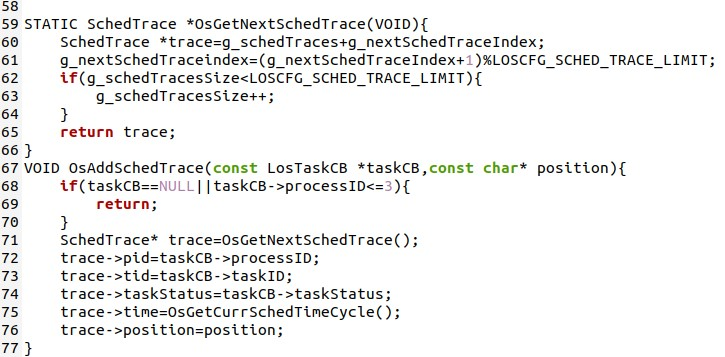 58
59 STATIC SchedTrace *OsGetNextSchedTrace(VOID){
60     SchedTrace *trace=g_schedTraces+g_nextSchedTraceIndex;
61     g_nextSchedTraceindex=(g_nextSchedTraceIndex+1)%LOSCFG_SCHED_TRACE_LIMIT;
62     if(g_schedTracesSize<LOSCFG_SCHED_TRACE_LIMIT){
63         g_schedTracesSize++;
64     }
65     return trace;
66 }
67 VOID OsAddSchedTrace(const LosTaskCB *taskCB,const char* position){
68     if(taskCB==NULL||taskCB->processID<=3){
69         return;
70     }
71     SchedTrace* trace=OsGetNextSchedTrace();
72     trace->pid=taskCB->processID;
73     trace->tid=taskCB->taskID;
74     trace->taskStatus=taskCB->taskStatus;
75     trace->time=OsGetCurrSchedTimeCycle();
76     trace->position=position;
77 }